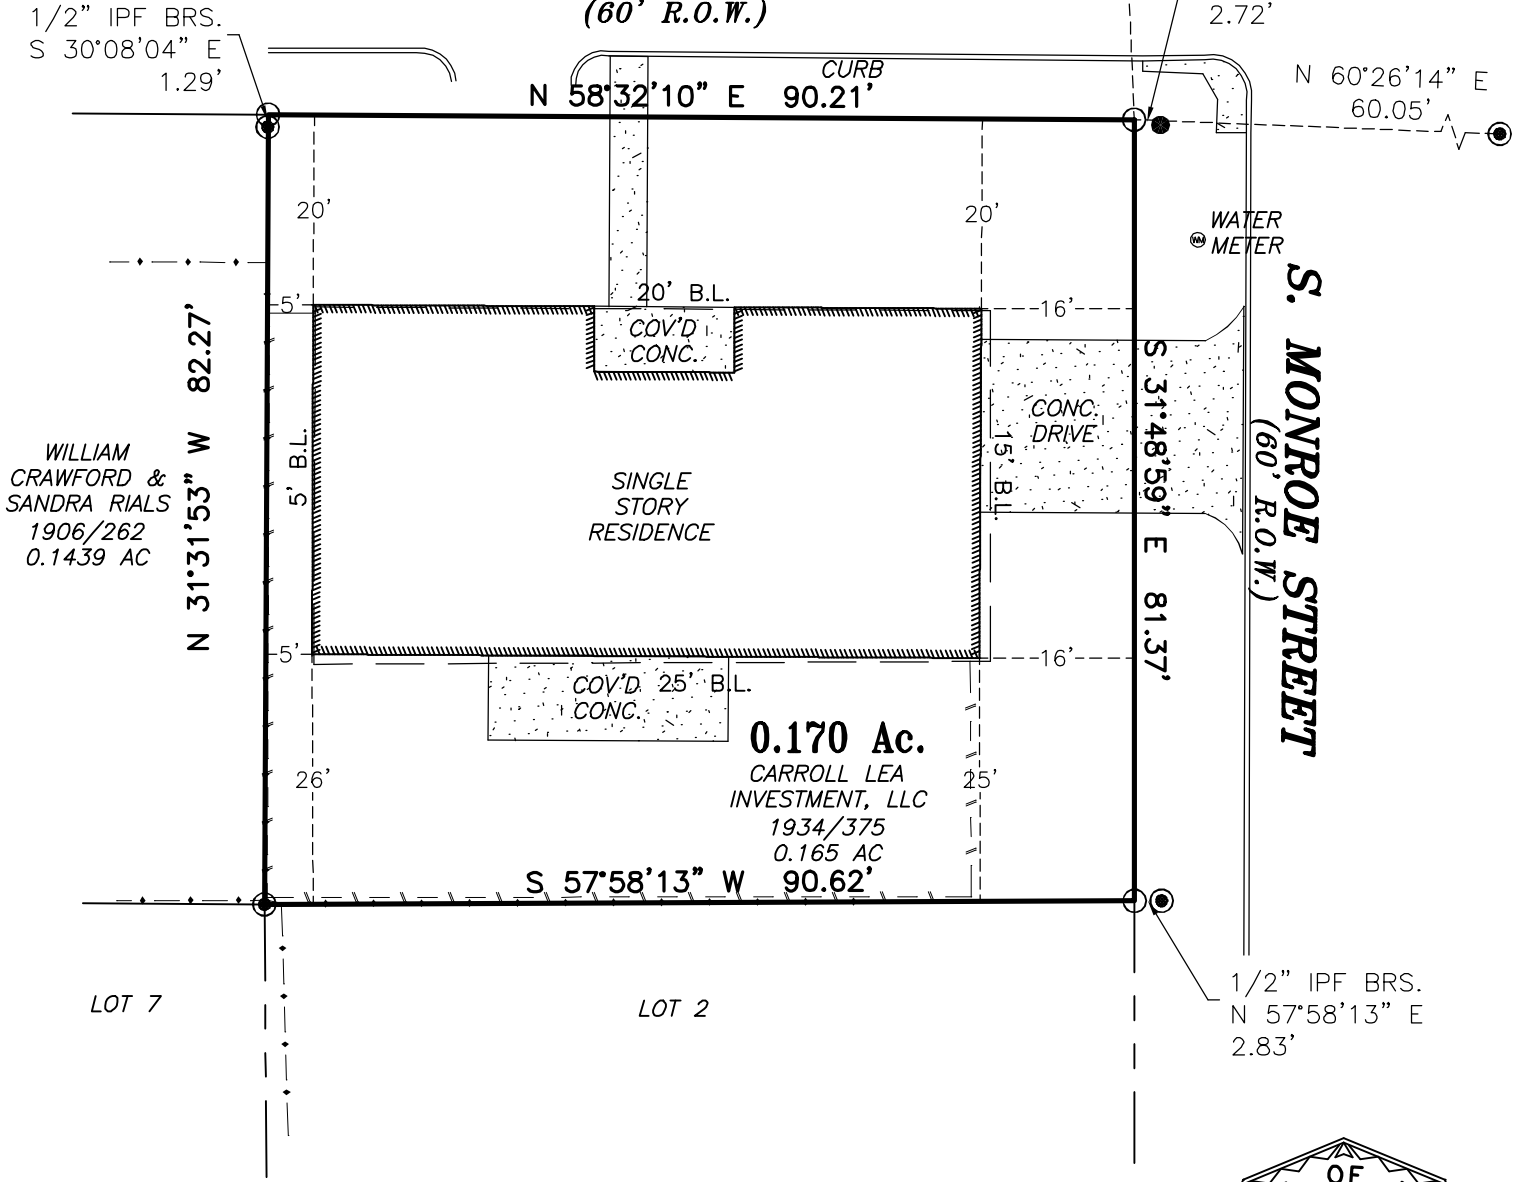 1/2" IPF BRS.
S 30°08'04" E
1.29'
(60' R.O.W.)
2.72'
CURB
N 58°32'10" E 90.21'
N 60°26'14" E
60.05'
20'
20'
WATER
METER
WM
5'
20' B.L.
16'
COV'D
CONC.
N 31°31'53" W 82.27'
S 31°48'59" E 81.37'
S. MONROE STREET
(60' R.O.W.)
CONC.
DRIVE
15' B.L.
5' B.L.
WILLIAM
CRAWFORD &
SANDRA RIALS
1906/262
0.1439 AC
SINGLE
STORY
RESIDENCE
5'
16'
COV'D
CONC.
25' B.L.
0.170 Ac.
CARROLL LEA
INVESTMENT, LLC
1934/375
0.165 AC
26'
25'
S 57°58'13" W 90.62'
LOT 7
LOT 2
1/2" IPF BRS.
N 57°58'13" E
2.83'
OF